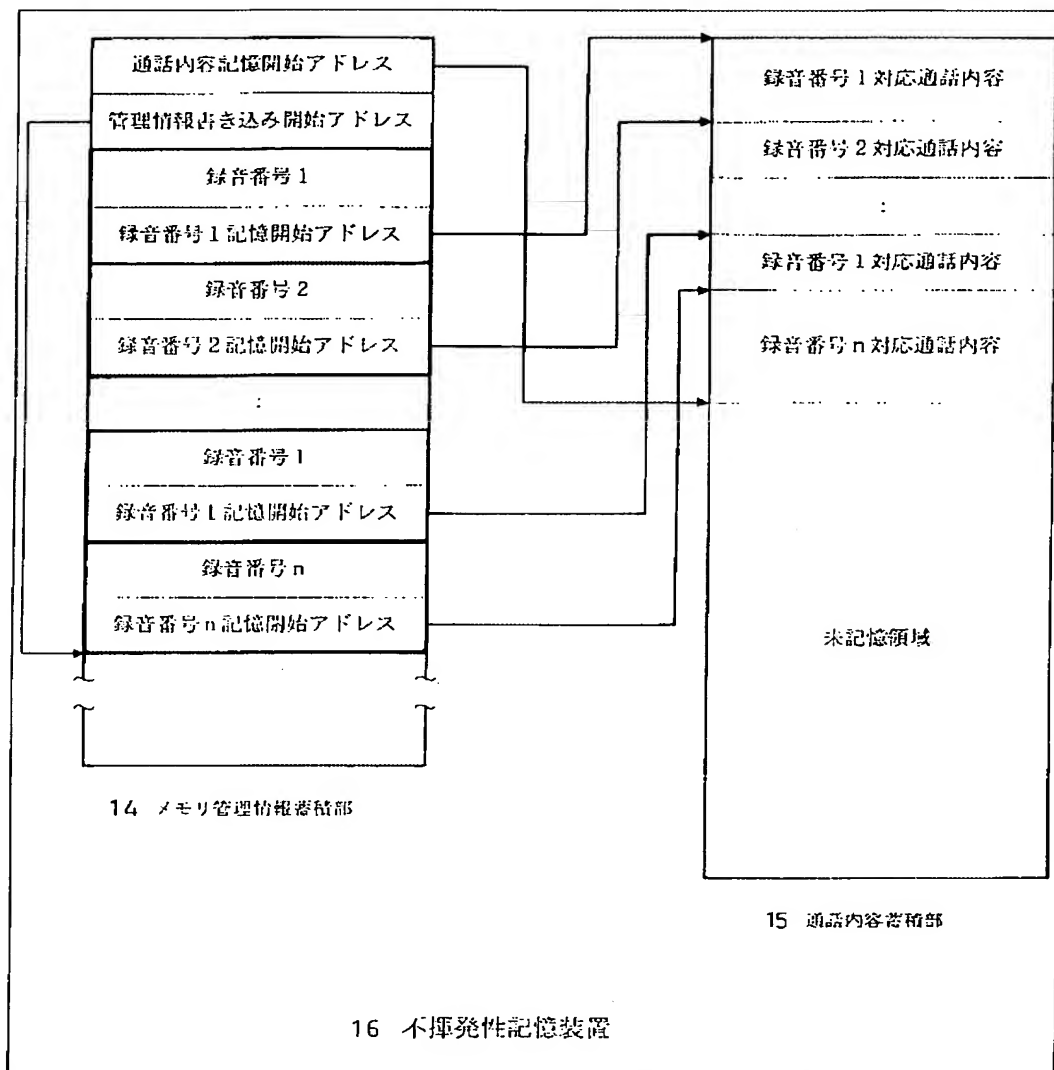 通話内容記憶開始アドレス
管理情報書き込み開始アドレス
録音番号1
録音番号1記憶開始アドレス
録音番号2
録音番号2記憶開始アドレス
:
録音番号1
録音番号1記憶開始アドレス
録音番号n
録音番号n記憶開始アドレス
14 メモリ管理情報蓄積部
録音番号1対応通話内容
録音番号2対応通話内容
:
録音番号1対応通話内容
録音番号n対応通話内容
未記憶領域
15 通話内容蓄積部
16 不揮発性記憶装置